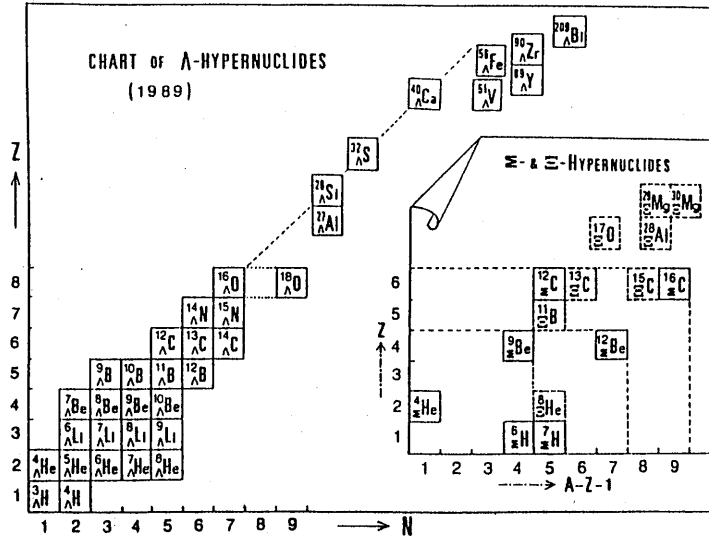 CHART OF Λ-HYPERNUCLIDES
(1989)
209ΛBi
90ΛZr
56ΛFe
89ΛY
51ΛV
40ΛCa
32ΛS
28ΛSi
27ΛAl
Z
8 16ΛO 18ΛO
7 14ΛN 15ΛN
6 12ΛC 13ΛC 14ΛC
5 9ΛB 10ΛB 11ΛB 12ΛB
4 7ΛBe 8ΛBe 9ΛBe 10ΛBe
3 6ΛLi 7ΛLi 8ΛLi 9ΛLi
2 4ΛHe 5ΛHe 6ΛHe 7ΛHe 8ΛHe
1 3ΛH 4ΛH
1 2 3 4 5 6 7 8 9 N
Σ- & Ξ-HYPERNUCLIDES
29ΞMg 30ΞMg
17ΞO 28ΞAl
6 12ΣC 13ΞC 15ΞC 16ΣC
5 11ΞB
Z
4 9ΣBe 12ΣBe
3
2 4ΣHe 8ΞHe
1 6ΣH 7ΣH
1 2 3 4 5 6 7 8 9
A-Z-1